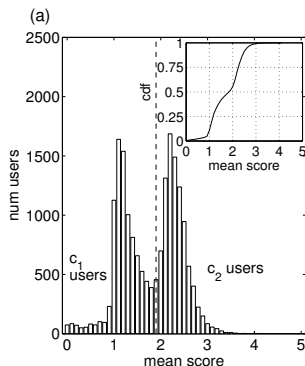 (a)
2500
2000
1500
1000
500
0
num users
0 1 2 3 4 5
mean score
c1 users
c2 users
1
0.75
0.5
0.25
0
cdf
0 1 2 3 4 5
mean score